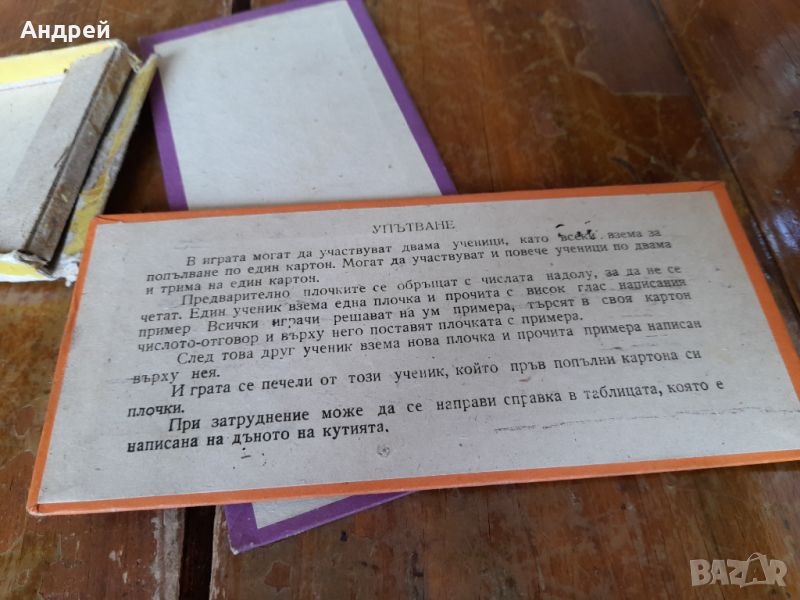 Андрей
УПЪТВАНЕ
В играта могат да участвуват двама ученици, като всеки взема за
попълване по един картон. Могат да участвуват и повече ученици по двама
и трима на един картон.
Предварително плочките се обръщат с числата надолу, за да не се
четат. Един ученик взема една плочка и прочита с висок глас написания
пример. Всички играчи решават на ум примера, търсят в своя картон
числото-отговор и върху него поставят плочката с примера.
След това друг ученик взема нова плочка и прочита примера написан
върху нея.
И грата се печели от този ученик, който пръв попълни картона си
плочки.
При затруднение може да се направи справка в таблицата, която е
написана на дъното на кутията.
BAZAR